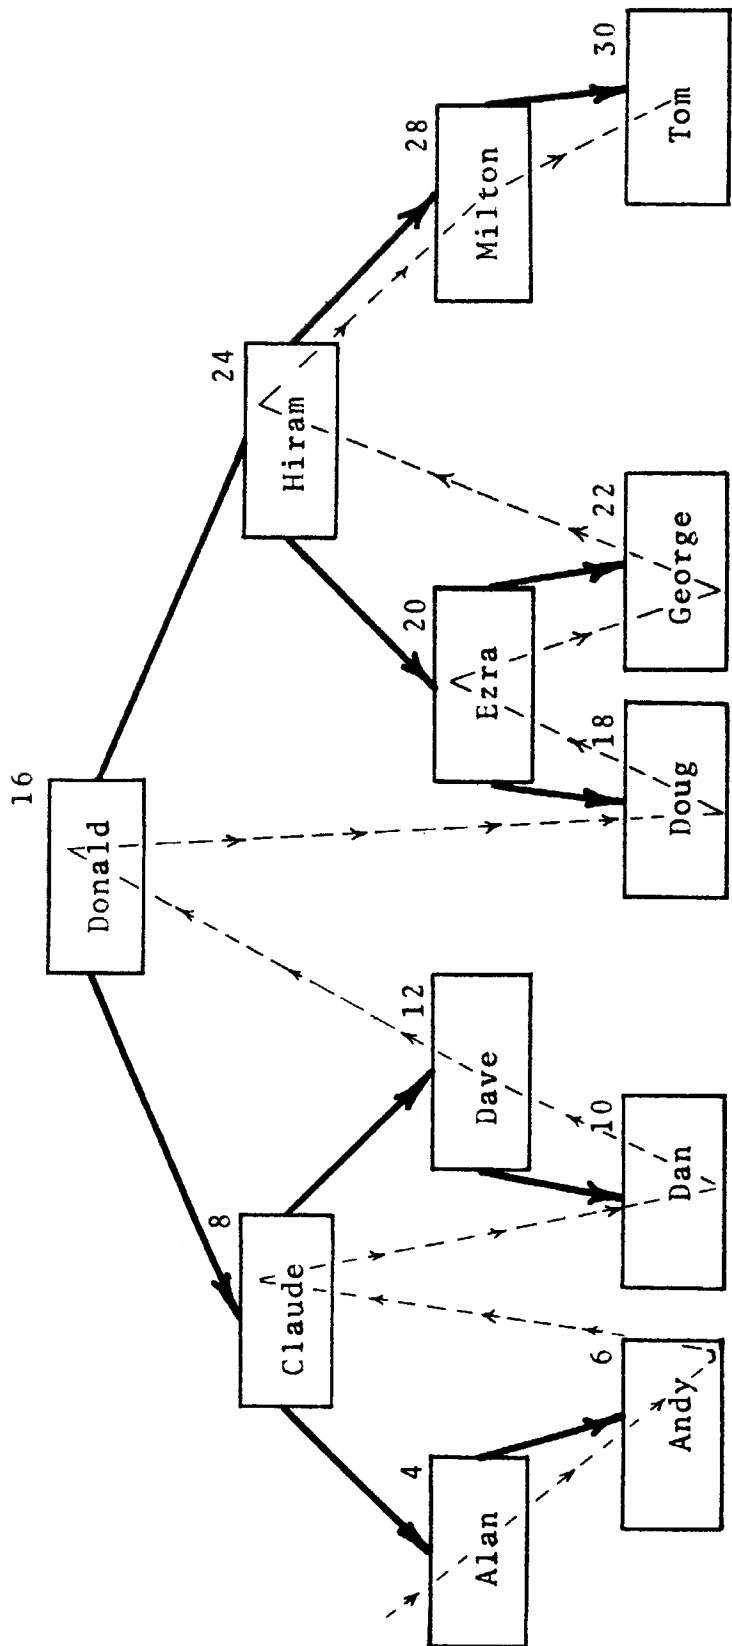 16
Donald
8
Claude
24
Hiram
4
Alan
12
Dave
20
Ezra
28
Milton
6
Andy
10
Dan
18
Doug
22
George
30
Tom